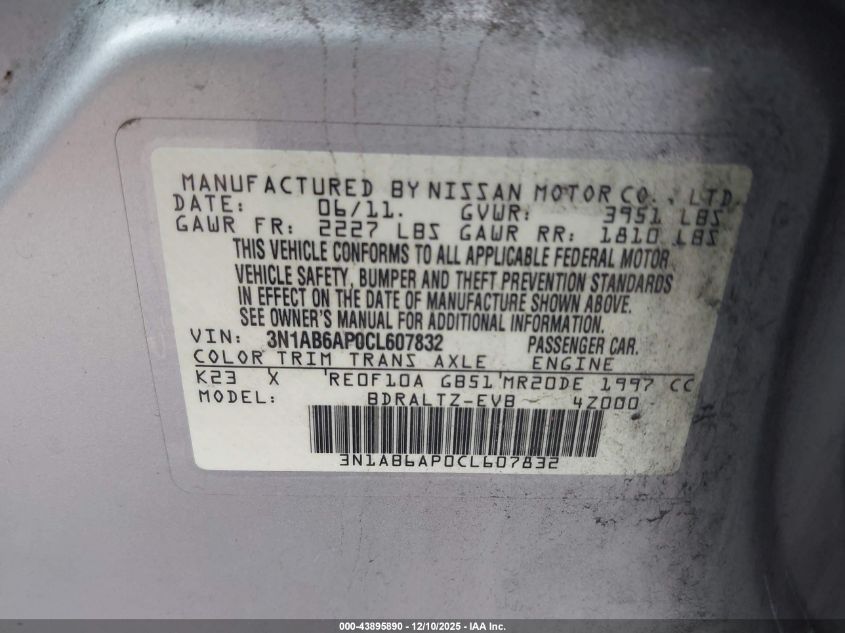 MANUFACTURED BY NISSAN MOTOR CO., LTD.
DATE: 06/11. GVWR: 3951 LBS
GAWR FR: 2227 LBS GAWR RR: 1810 LBS
THIS VEHICLE CONFORMS TO ALL APPLICABLE FEDERAL MOTOR
VEHICLE SAFETY, BUMPER AND THEFT PREVENTION STANDARDS
IN EFFECT ON THE DATE OF MANUFACTURE SHOWN ABOVE.
SEE OWNER'S MANUAL FOR ADDITIONAL INFORMATION.
VIN: 3N1AB6AP0CL607832 PASSENGER CAR.
COLOR TRIM TRANS AXLE ENGINE
K23 X 'RE0F10A GB51'MR20DE 1997 CC
MODEL: BDRALTZ-EVB 4Z000
3N1AB6AP0CL607832
000-43895890 - 12/10/2025 - IAA Inc.